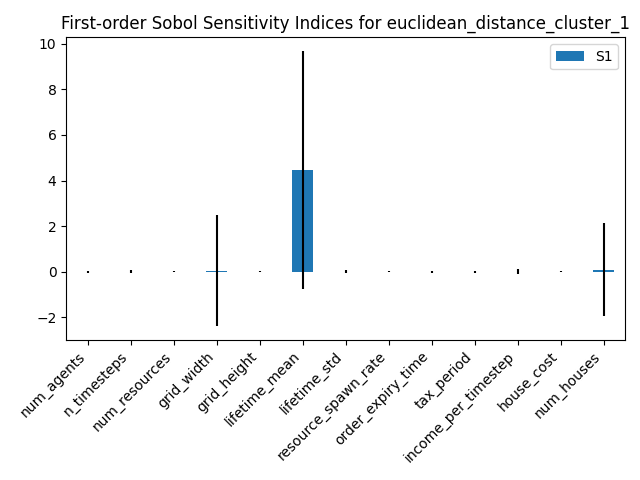 First-order Sobol Sensitivity Indices for euclidean_distance_cluster_1
S1
10
8
6
4
2
0
−2
num_agents
n_timesteps
num_resources
grid_width
grid_height
lifetime_mean
lifetime_std
resource_spawn_rate
order_expiry_time
tax_period
income_per_timestep
house_cost
num_houses